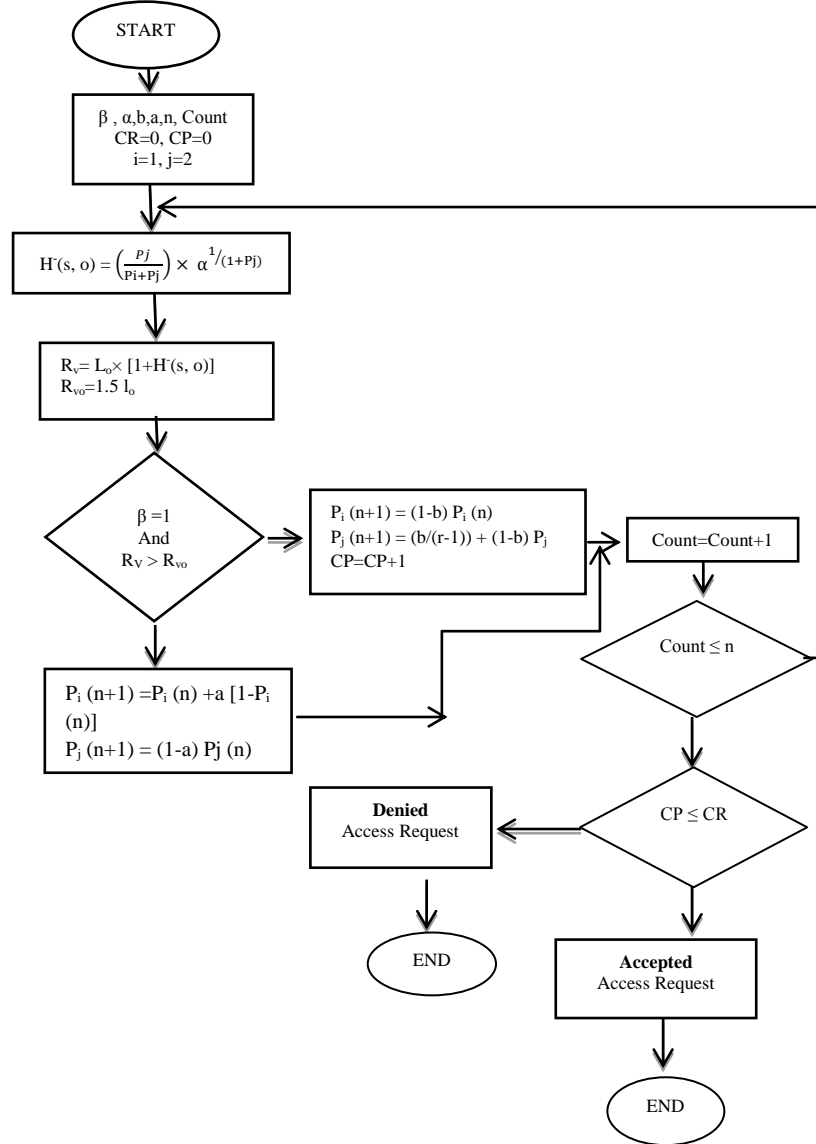 START
β , α,b,a,n, Count
CR=0, CP=0
i=1, j=2
H⁻(s, o) = (Pj/Pi+Pj) × α^1/(1+Pj)
Rᵥ= Lₒ× [1+H⁻(s, o)]
Rᵥₒ=1.5 lₒ
β =1
And
R_V > Rᵥₒ
Pᵢ (n+1) = (1-b) Pᵢ (n)
Pⱼ (n+1) = (b/(r-1)) + (1-b) Pⱼ
CP=CP+1
Count=Count+1
Pᵢ (n+1) =Pᵢ (n) +a [1-Pᵢ
(n)]
Pⱼ (n+1) = (1-a) Pj (n)
Count ≤ n
CP ≤ CR
Denied
Access Request
END
Accepted
Access Request
END